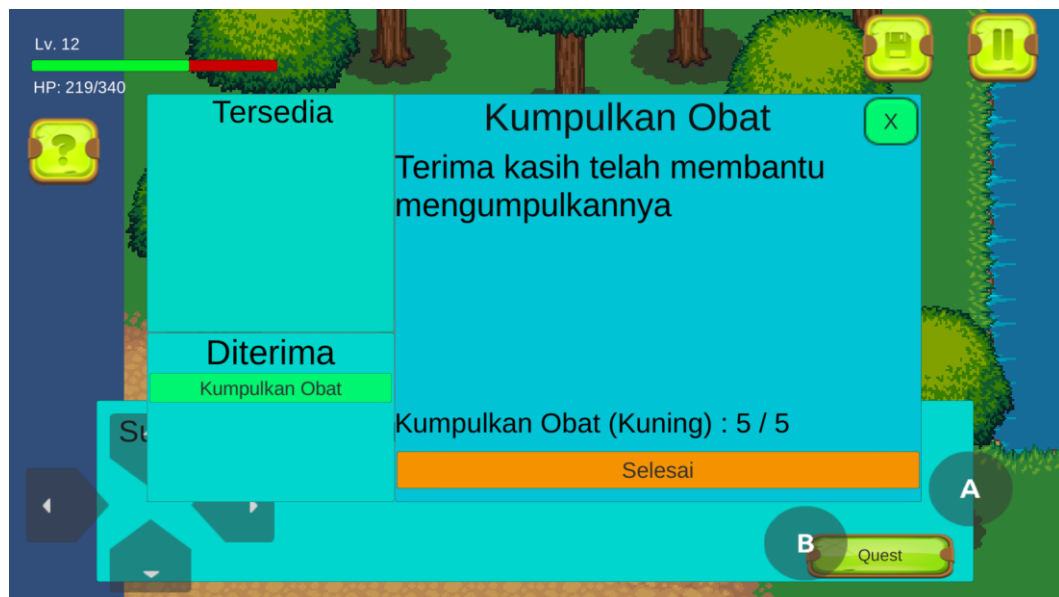 Lv. 12
HP: 219/340
?
Tersedia
Kumpulkan Obat
X
Terima kasih telah membantu
mengumpulkannya
Diterima
Kumpulkan Obat
Kumpulkan Obat (Kuning) : 5 / 5
Selesai
A
B
Quest